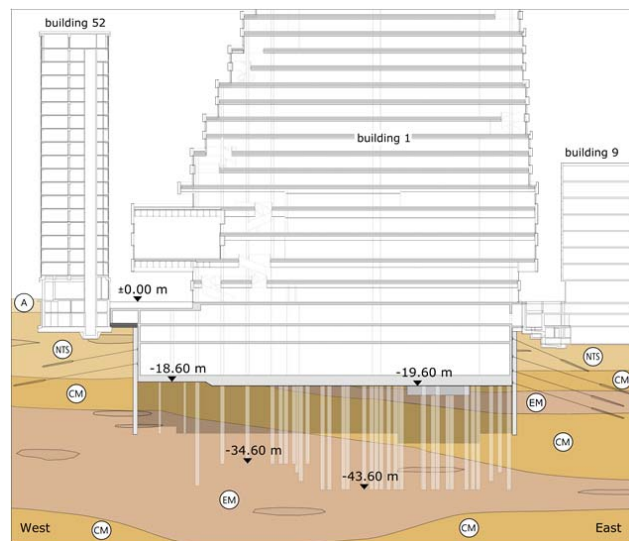 building 52
building 1
building 9
±0.00 m
A
NTS
NTS
-18.60 m
-19.60 m
CM
CM
EM
CM
-34.60 m
-43.60 m
EM
West
CM
CM
East